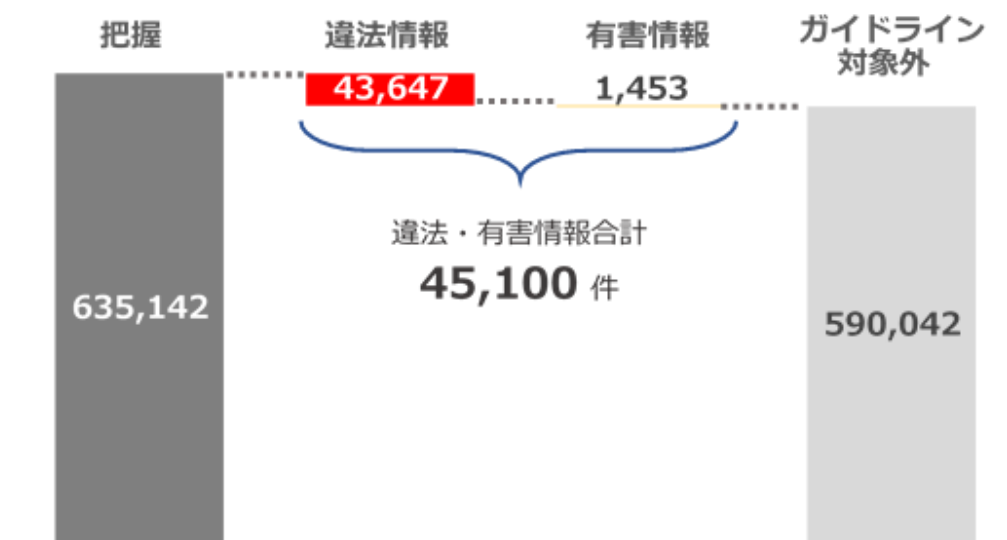 把握
違法情報
有害情報
ガイドライン
対象外
43,647
1,453
違法・有害情報合計
45,100 件
635,142
590,042